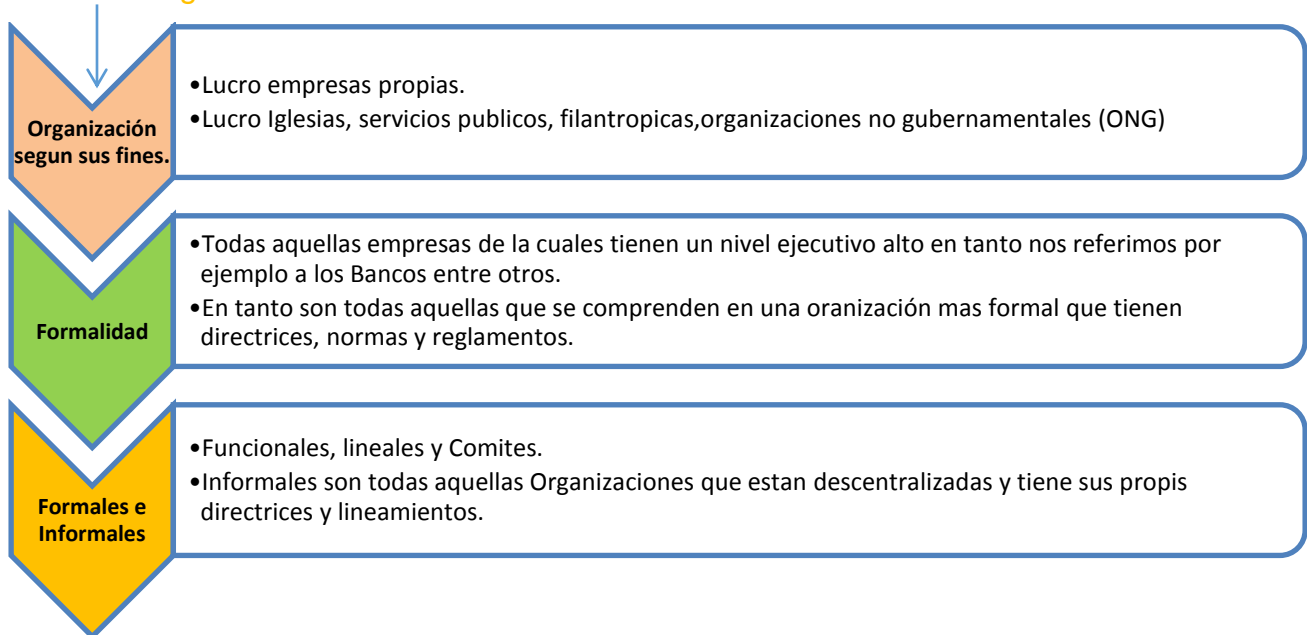 •Lucro empresas propias.
•Lucro Iglesias, servicios publicos, filantropicas,organizaciones no gubernamentales (ONG)
Organización
segun sus fines.
•Todas aquellas empresas de la cuales tienen un nivel ejecutivo alto en tanto nos referimos por
ejemplo a los Bancos entre otros.
•En tanto son todas aquellas que se comprenden en una oranización mas formal que tienen
directrices, normas y reglamentos.
Formalidad
•Funcionales, lineales y Comites.
•Informales son todas aquellas Organizaciones que estan descentralizadas y tiene sus propis
directrices y lineamientos.
Formales e
Informales